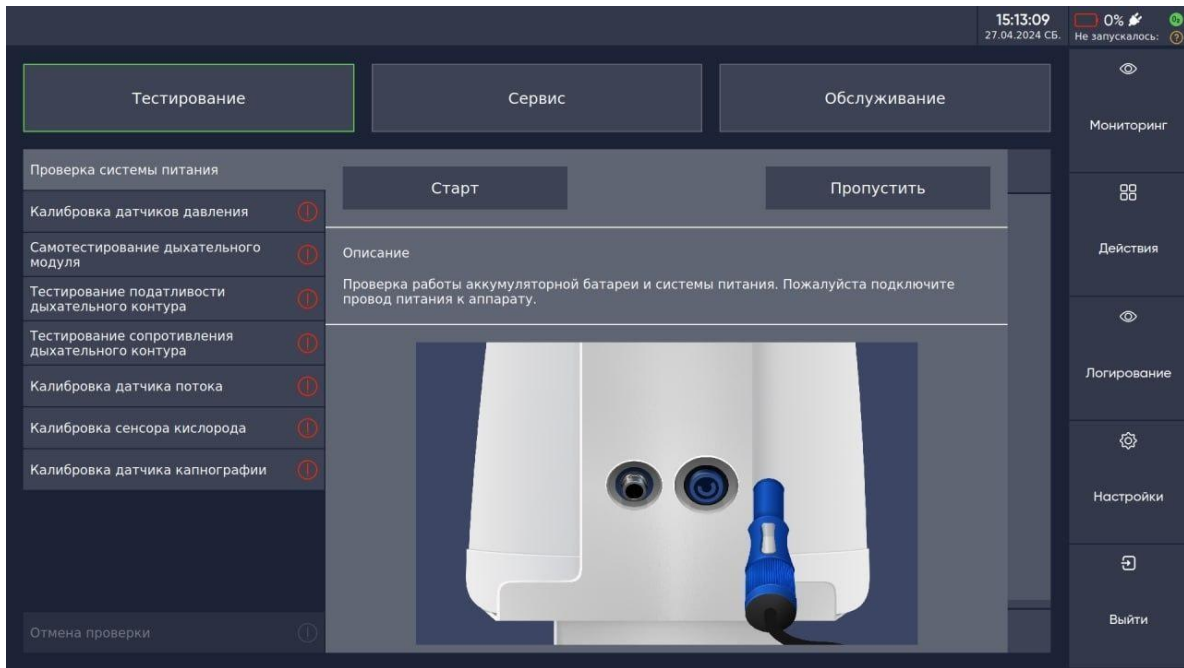 15:13:09
27.04.2024 СБ.
0%
Не запускалось:
Тестирование
Сервис
Обслуживание
Проверка системы питания
Калибровка датчиков давления
Самотестирование дыхательного
модуля
Тестирование податливости
дыхательного контура
Тестирование сопротивления
дыхательного контура
Калибровка датчика потока
Калибровка сенсора кислорода
Калибровка датчика капнографии
Отмена проверки
Старт
Пропустить
Описание
Проверка работы аккумуляторной батареи и системы питания. Пожалуйста подключите
провод питания к аппарату.
Мониторинг
Действия
Логирование
Настройки
Выйти